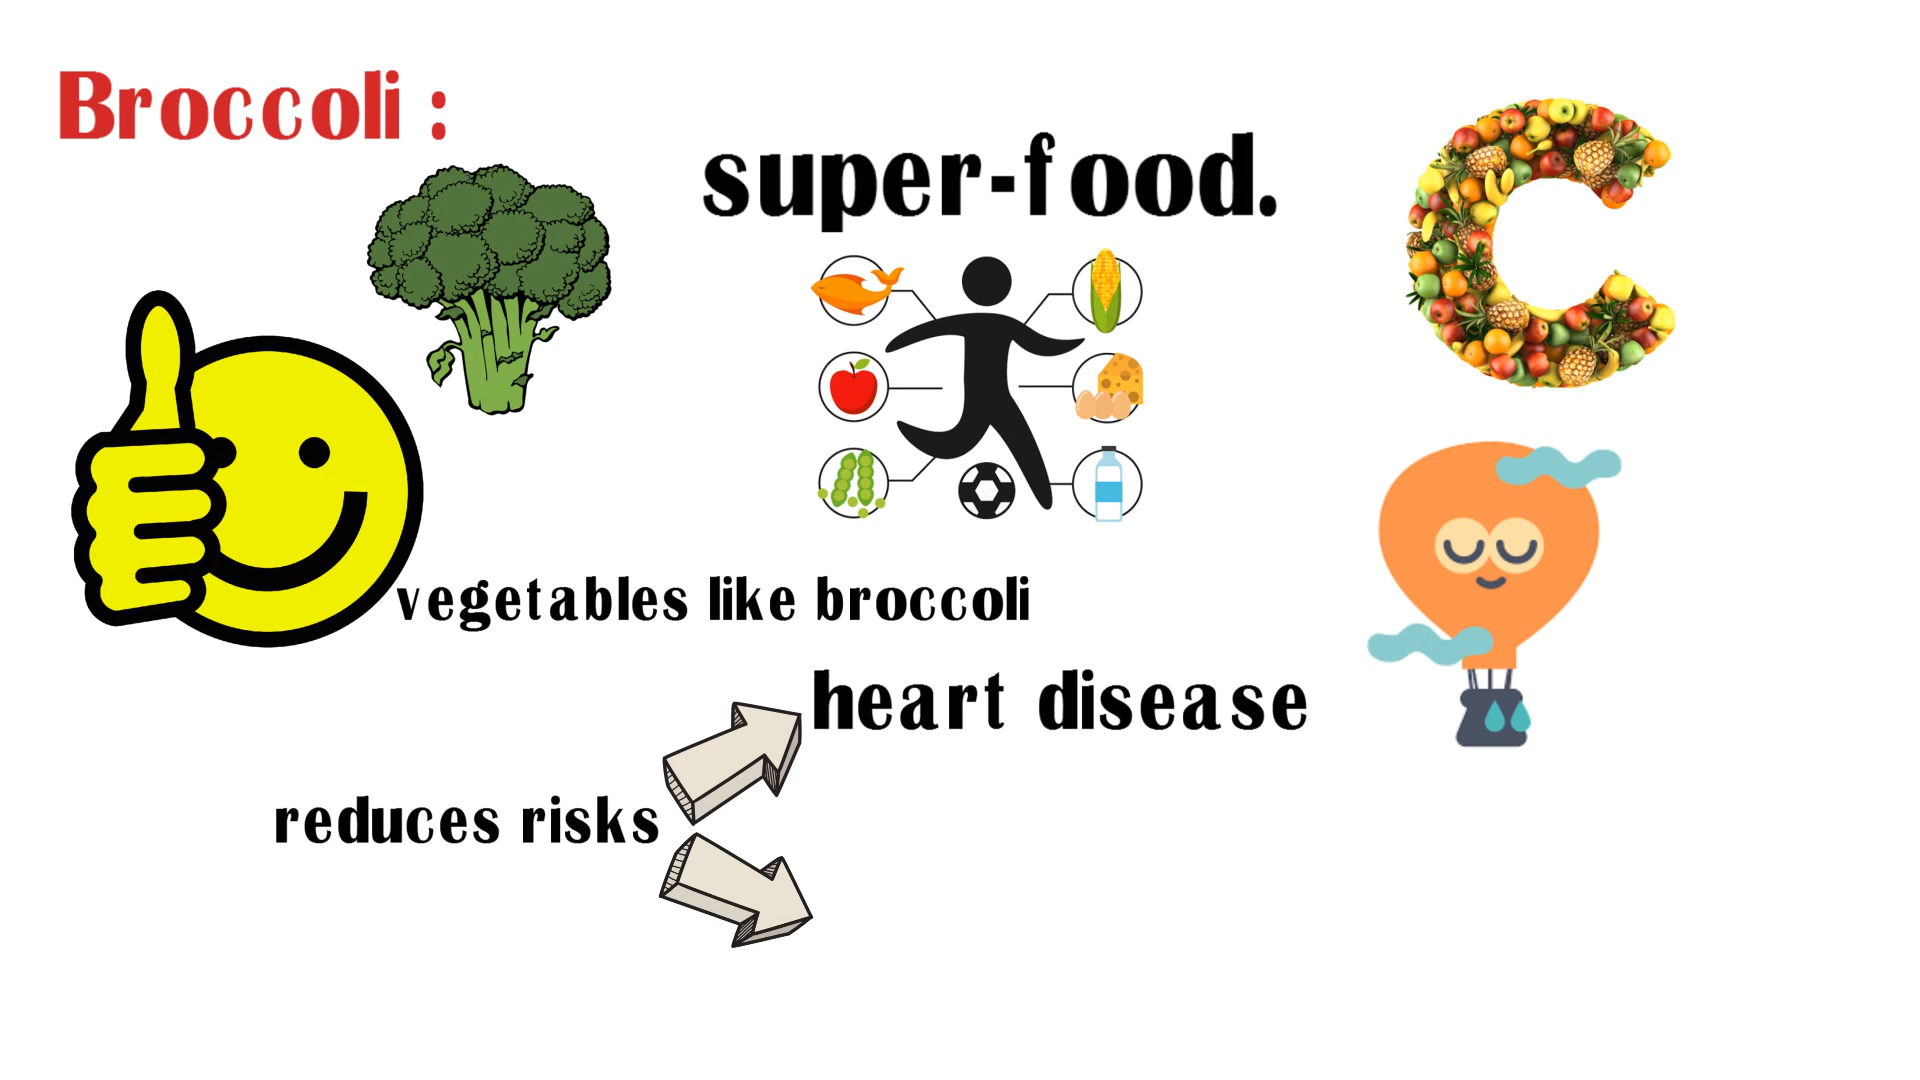 Broccoli :
super-food.
C
vegetables like broccoli
heart disease
reduces risks